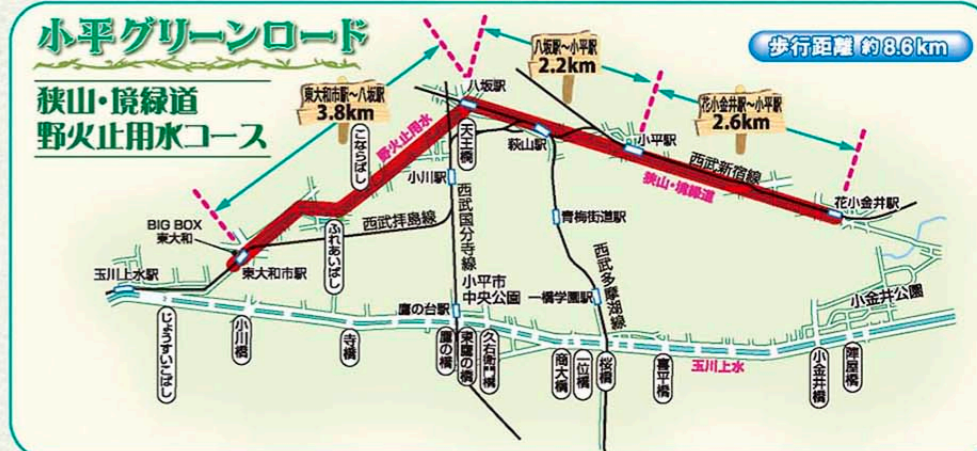 小平グリーンロード
狭山・境緑道
野火止用水コース
歩行距離 約8.6km
東大和市駅～八坂駅
3.8km
八坂駅～小平駅
2.2km
花小金井駅～小平駅
2.6km
八坂駅
こならばし
野火止用水
天王橋
萩山駅
小平駅
西武新宿線
狭山・境緑道
花小金井駅
小川駅
西武国分寺線
青梅街道駅
BIG BOX
東大和
西武拝島線
ふれあいばし
東大和市駅
玉川上水駅
小平市
中央公園
鷹の台駅
一橋学園駅
西武多摩湖線
小金井公園
じょうすいこばし
小川橋
寺橋
鷹の橋
東鷹の橋
久右衛門橋
商大橋
一位橋
桜橋
喜平橋
玉川上水
小金井橋
陣屋橋